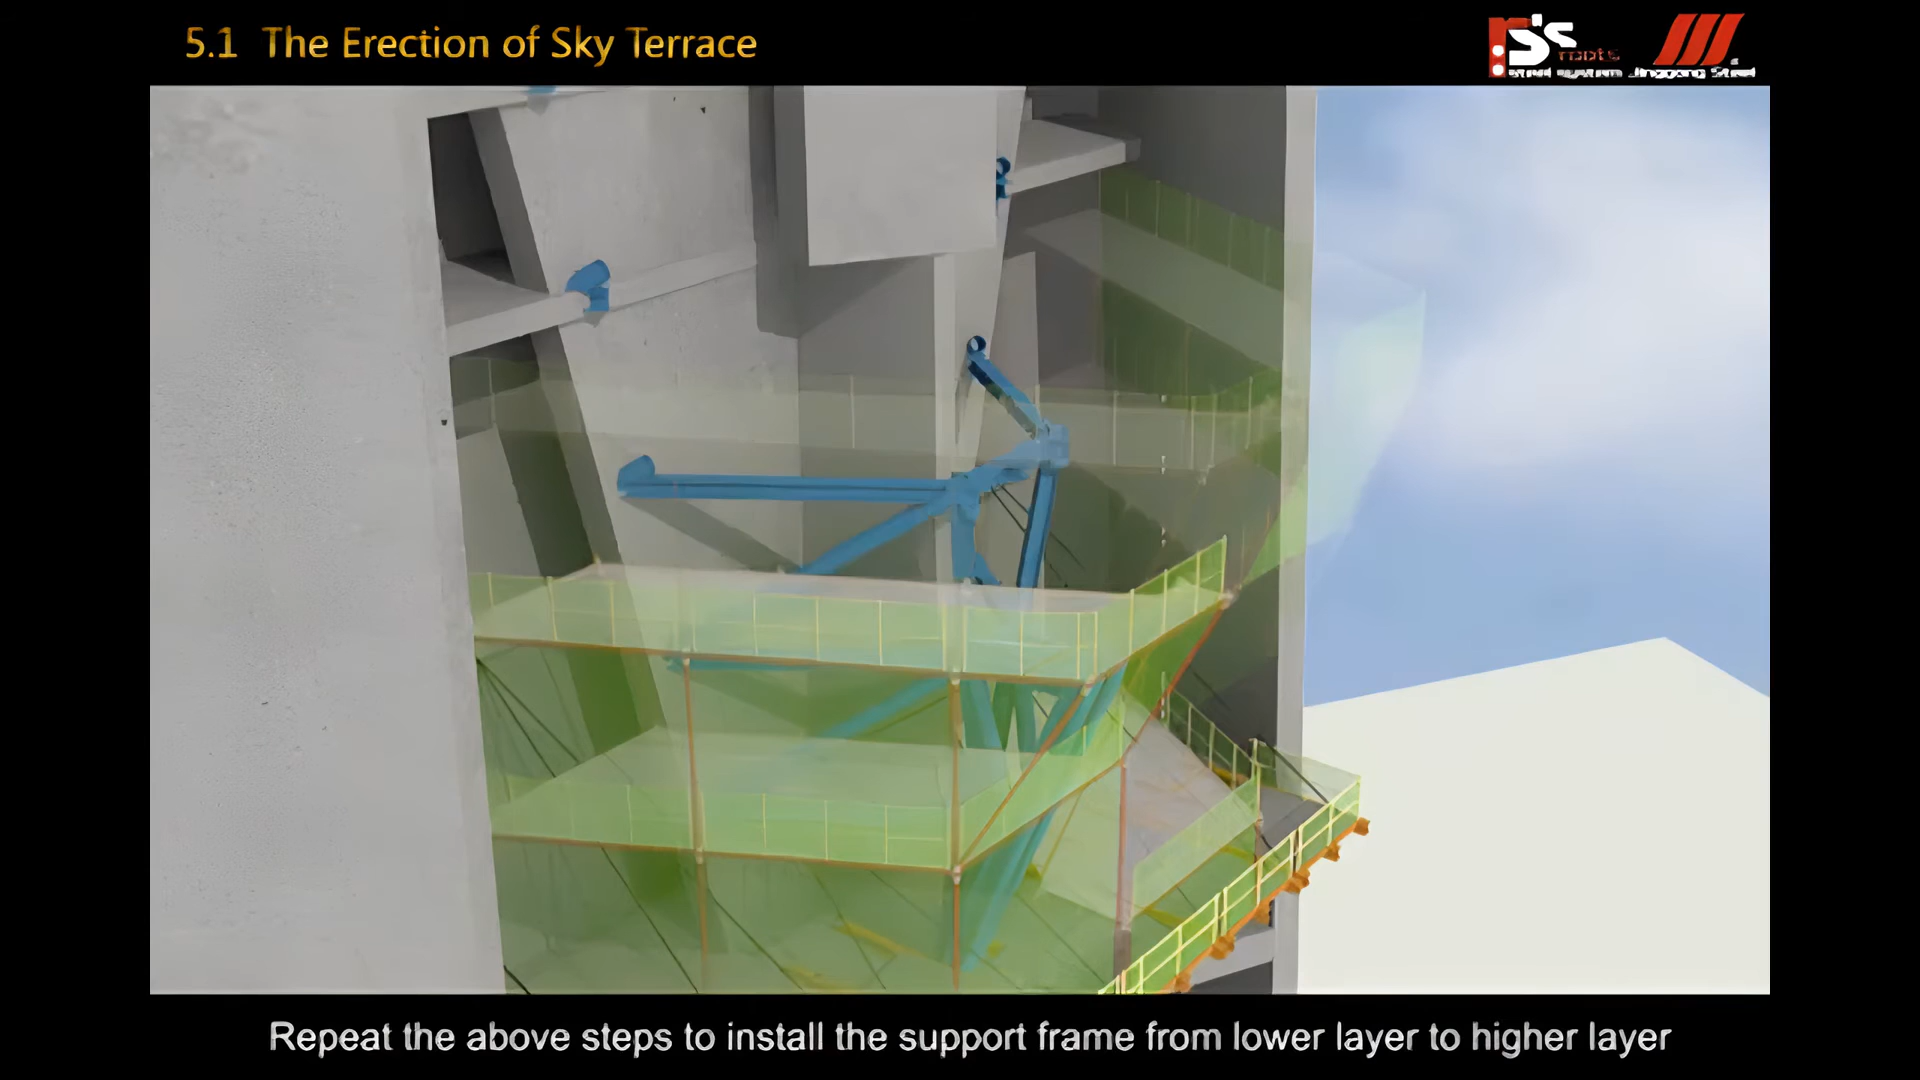 5.1 The Erection of Sky Terrace
Repeat the above steps to install the support frame from lower layer to higher layer